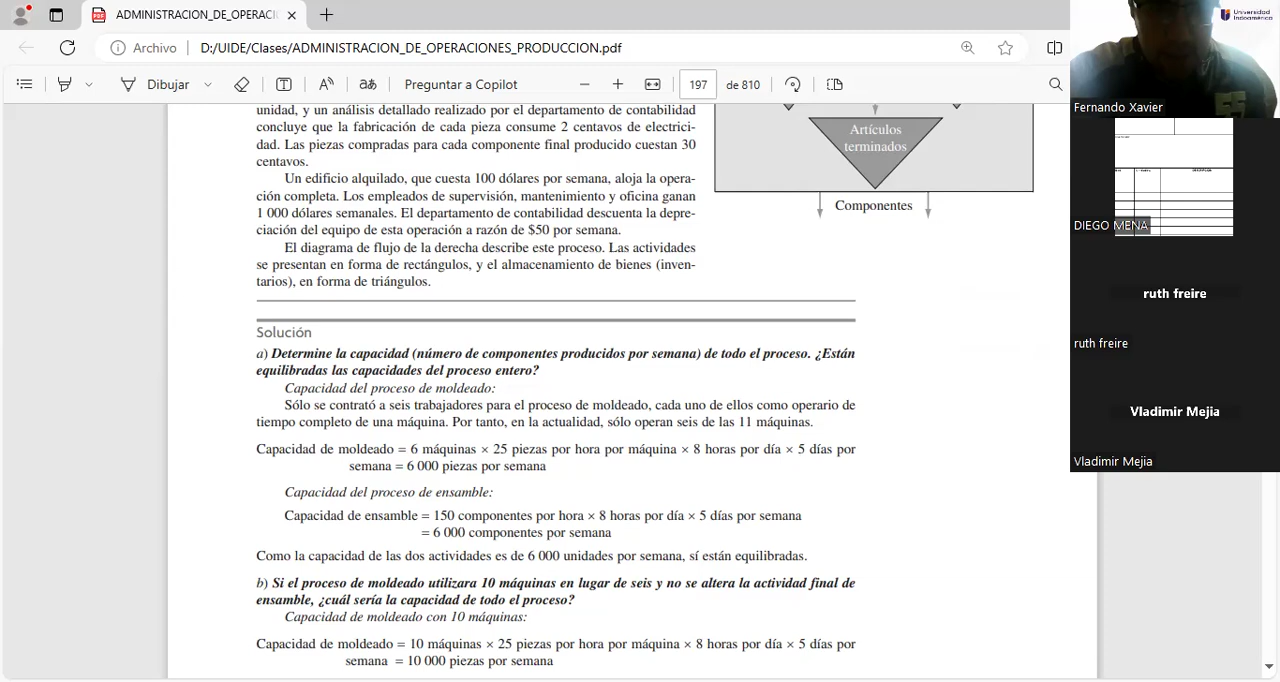 ADMINISTRACION_DE_OPERACI
Archivo
D:/UIDE/Clases/ADMINISTRACION_DE_OPERACIONES_PRODUCCION.pdf
Dibujar
Preguntar a Copilot
197
de 810
unidad, y un análisis detallado realizado por el departamento de contabilidad
concluye que la fabricación de cada pieza consume 2 centavos de electrici-
dad. Las piezas compradas para cada componente final producido cuestan 30
centavos.
Un edificio alquilado, que cuesta 100 dólares por semana, aloja la opera-
ción completa. Los empleados de supervisión, mantenimiento y oficina ganan
1 000 dólares semanales. El departamento de contabilidad descuenta la depre-
ciación del equipo de esta operación a razón de $50 por semana.
El diagrama de flujo de la derecha describe este proceso. Las actividades
se presentan en forma de rectángulos, y el almacenamiento de bienes (inven-
tarios), en forma de triángulos.
Artículos
terminados
Componentes
Solución
a) Determine la capacidad (número de componentes producidos por semana) de todo el proceso. ¿Están
equilibradas las capacidades del proceso entero?
Capacidad del proceso de moldeado:
Sólo se contrató a seis trabajadores para el proceso de moldeado, cada uno de ellos como operario de
tiempo completo de una máquina. Por tanto, en la actualidad, sólo operan seis de las 11 máquinas.
Capacidad de moldeado = 6 máquinas × 25 piezas por hora por máquina × 8 horas por día × 5 días por
semana = 6 000 piezas por semana
Capacidad del proceso de ensamble:
Capacidad de ensamble = 150 componentes por hora × 8 horas por día × 5 días por semana
= 6 000 componentes por semana
Como la capacidad de las dos actividades es de 6 000 unidades por semana, sí están equilibradas.
b) Si el proceso de moldeado utilizara 10 máquinas en lugar de seis y no se altera la actividad final de
ensamble, ¿cuál sería la capacidad de todo el proceso?
Capacidad de moldeado con 10 máquinas:
Capacidad de moldeado = 10 máquinas × 25 piezas por hora por máquina × 8 horas por día × 5 días por
semana = 10 000 piezas por semana
Universidad
Indoamérica
Fernando Xavier
DIEGO MENA
ruth freire
ruth freire
Vladimir Mejia
Vladimir Mejia